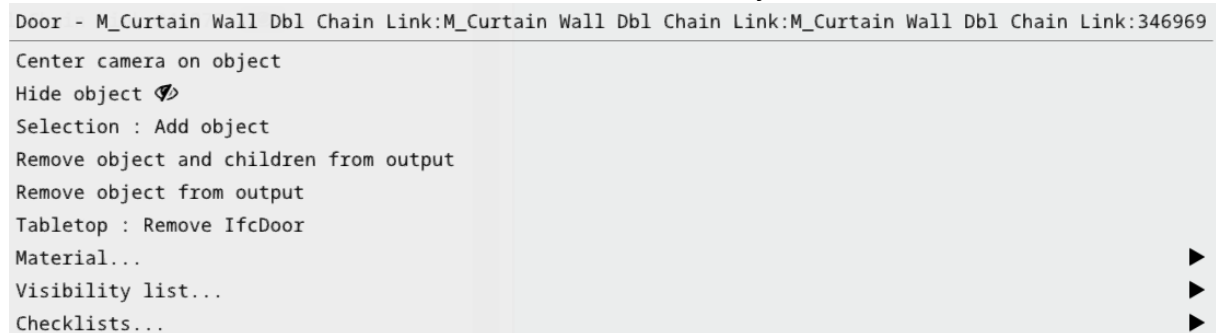 Door - M_Curtain Wall Dbl Chain Link:M_Curtain Wall Dbl Chain Link:M_Curtain Wall Dbl Chain Link:346969
Center camera on object
Hide object
Selection : Add object
Remove object and children from output
Remove object from output
Tabletop : Remove IfcDoor
Material...
Visibility list...
Checklists...